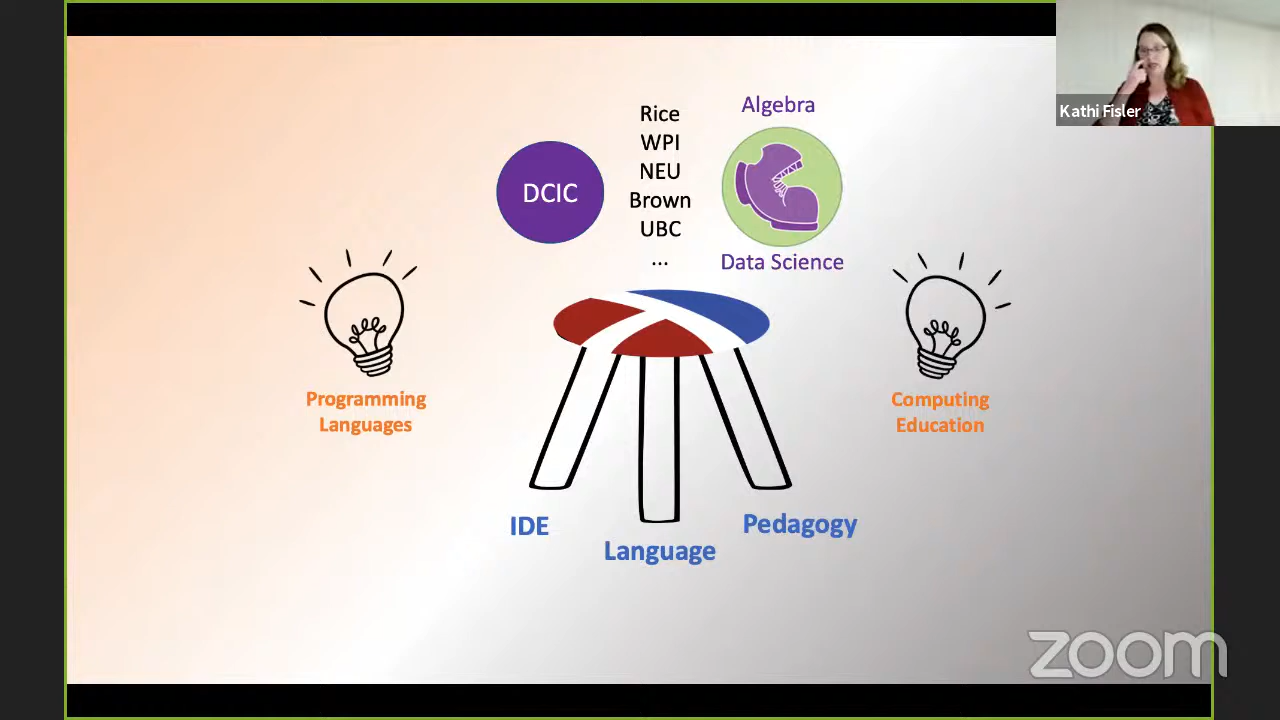 Kathi Fisler
Algebra
Rice
WPI
NEU
Brown
UBC
...
DCIC
Data Science
Programming
Languages
Computing
Education
IDE
Language
Pedagogy
zoom